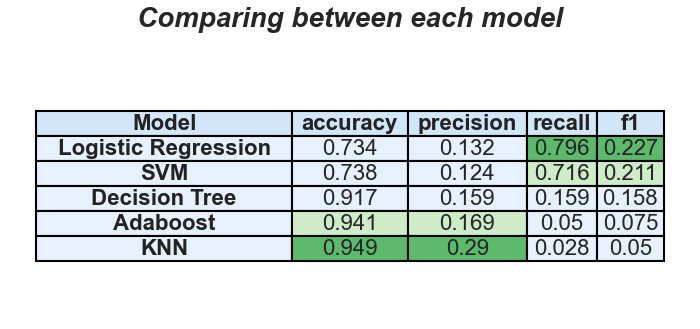 Comparing between each model
Model accuracy precision recall f1
Logistic Regression 0.734 0.132 0.796 0.227
SVM 0.738 0.124 0.716 0.211
Decision Tree 0.917 0.159 0.159 0.158
Adaboost 0.941 0.169 0.05 0.075
KNN 0.949 0.29 0.028 0.05